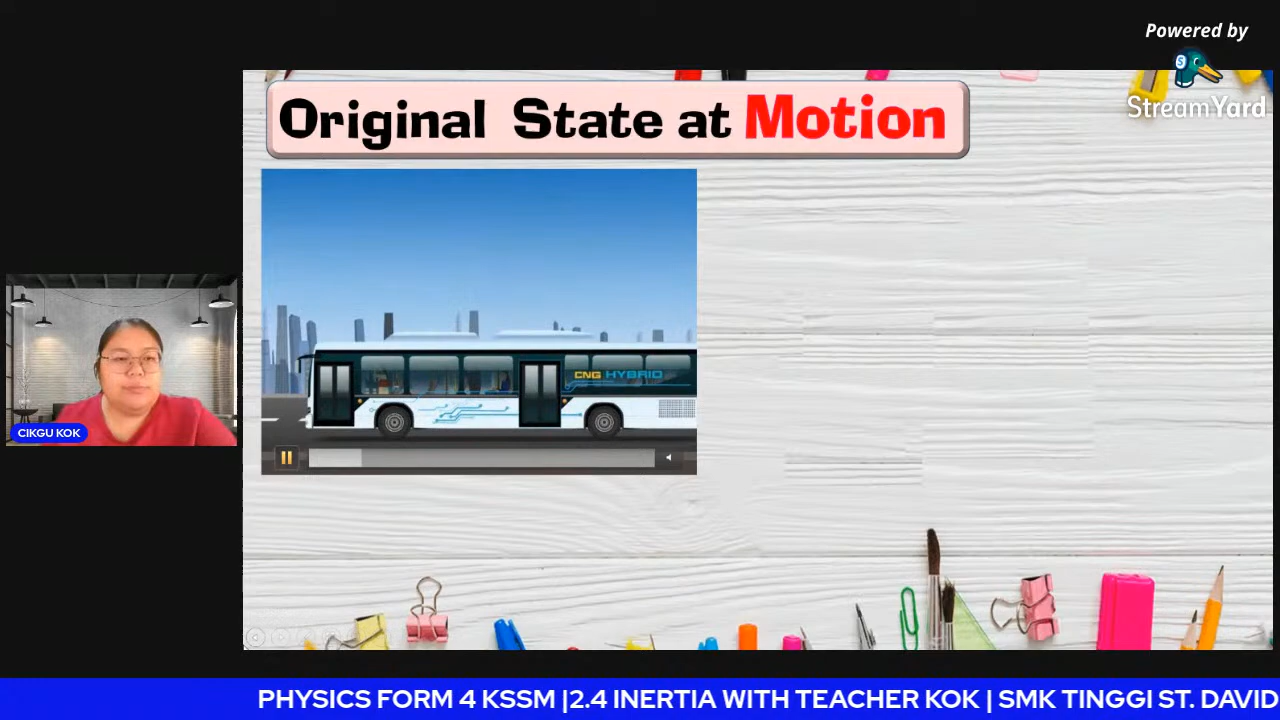 Powered by
StreamYard
Original State at Motion
CNG HYBRID
CIKGU KOK
PHYSICS FORM 4 KSSM |2.4 INERTIA WITH TEACHER KOK | SMK TINGGI ST. DAVID